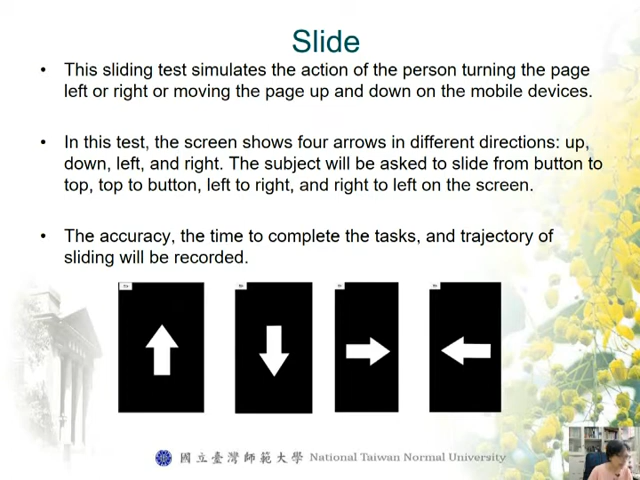 Slide
• This sliding test simulates the action of the person turning the page
left or right or moving the page up and down on the mobile devices.
• In this test, the screen shows four arrows in different directions: up,
down, left, and right. The subject will be asked to slide from button to
top, top to button, left to right, and right to left on the screen.
• The accuracy, the time to complete the tasks, and trajectory of
sliding will be recorded.
國立臺灣師範大學 National Taiwan Normal University